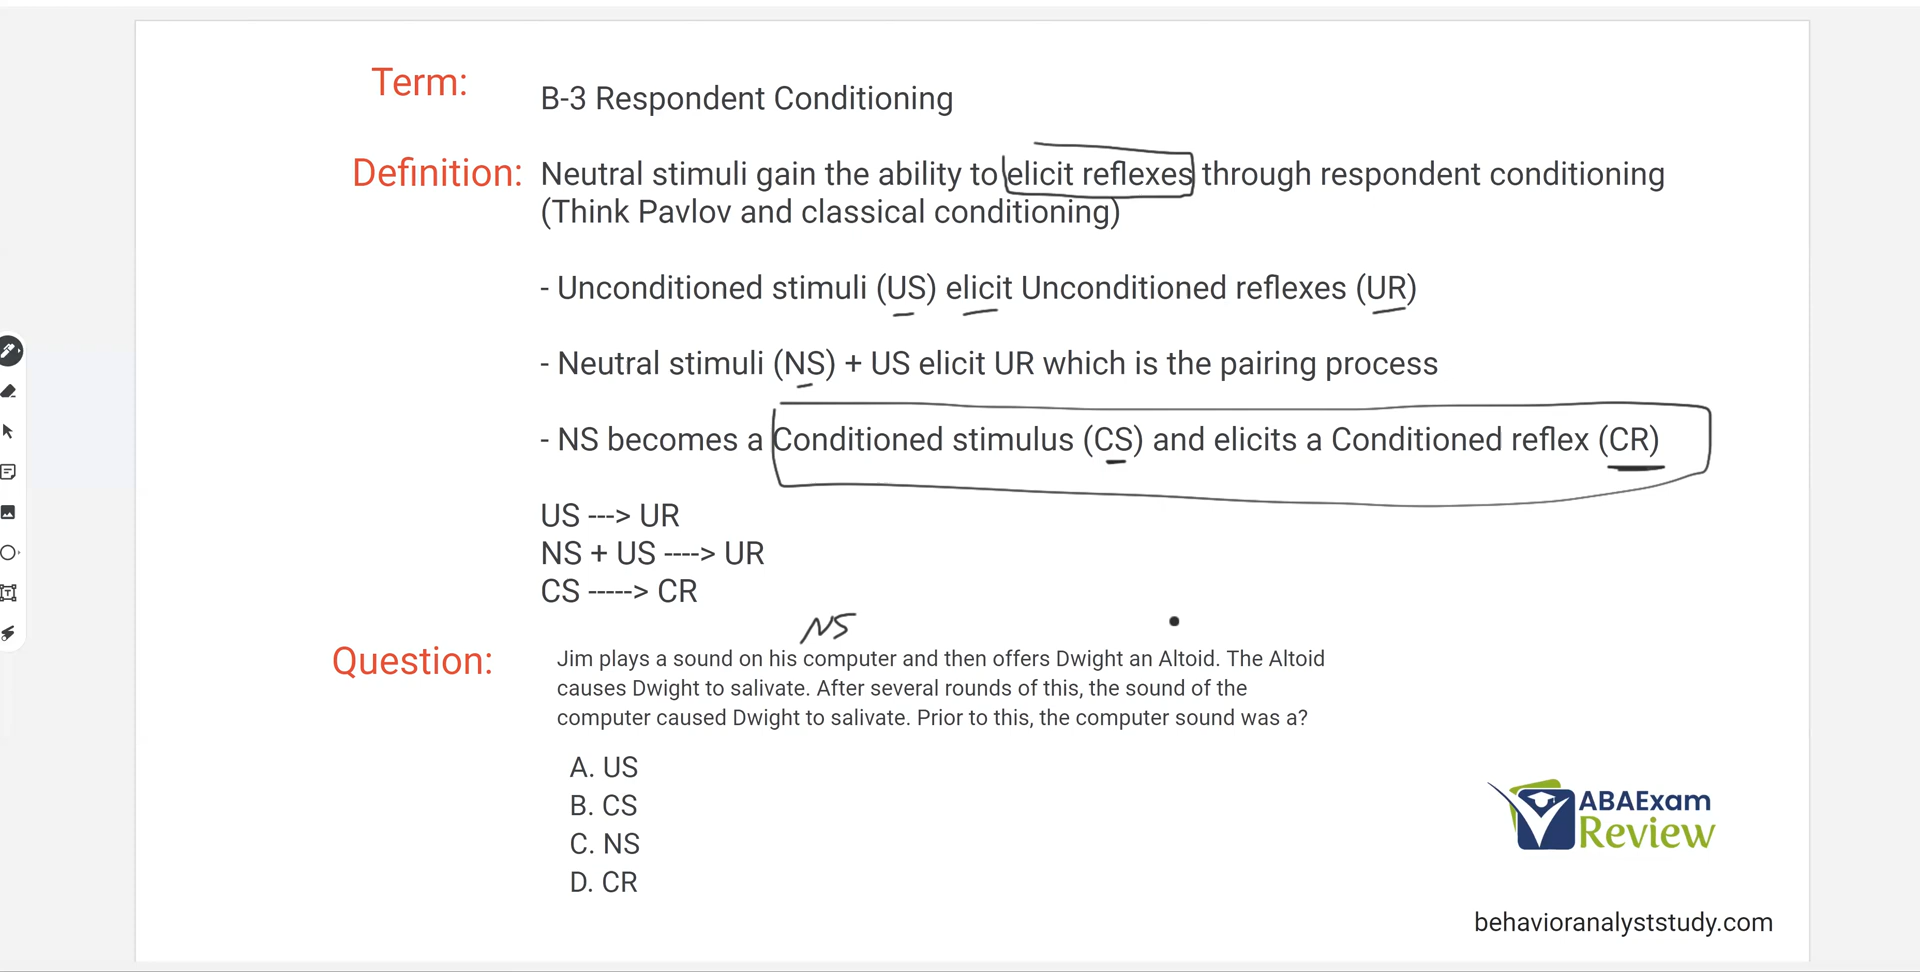 Term:
B-3 Respondent Conditioning
Definition:
Neutral stimuli gain the ability to elicit reflexes through respondent conditioning
(Think Pavlov and classical conditioning)
- Unconditioned stimuli (US) elicit Unconditioned reflexes (UR)
- Neutral stimuli (NS) + US elicit UR which is the pairing process
- NS becomes a Conditioned stimulus (CS) and elicits a Conditioned reflex (CR)
US ---> UR
NS + US ----> UR
CS -----> CR
NS
Question:
Jim plays a sound on his computer and then offers Dwight an Altoid. The Altoid
causes Dwight to salivate. After several rounds of this, the sound of the
computer caused Dwight to salivate. Prior to this, the computer sound was a?
A. US
B. CS
C. NS
D. CR
ABAExam
Review
behavioranalyststudy.com